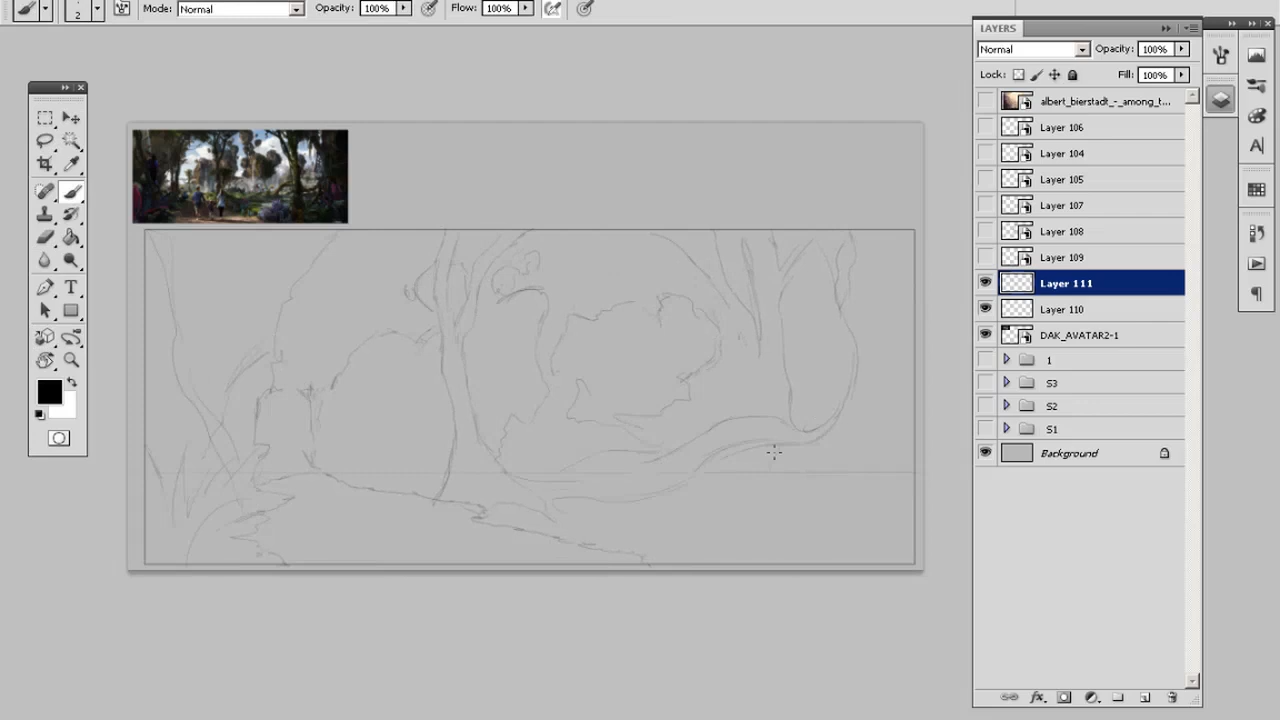 2
Mode: Normal
Opacity: 100%
Flow: 100%
LAYERS
Normal
Opacity: 100%
Lock:
Fill: 100%
albert_bierstadt_-_among_t...
Layer 106
Layer 104
Layer 105
Layer 107
Layer 108
Layer 109
Layer 111
Layer 110
DAK_AVATAR2-1
1
S3
S2
S1
Background